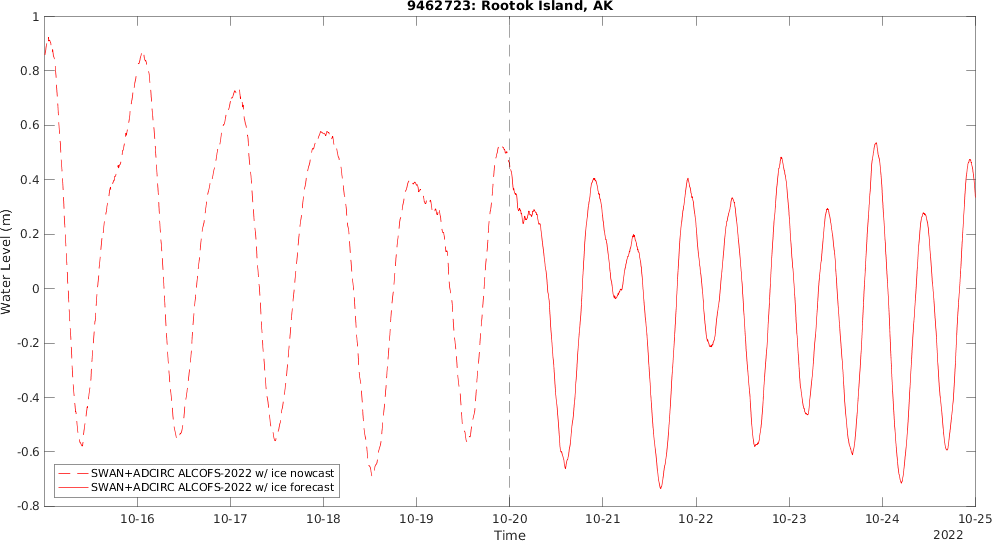 9462723: Rootok Island, AK
1
0.8
0.6
0.4
0.2
0
-0.2
-0.4
-0.6
-0.8
Water Level (m)
SWAN+ADCIRC ALCOFS-2022 w/ ice nowcast
SWAN+ADCIRC ALCOFS-2022 w/ ice forecast
10-16 10-17 10-18 10-19 10-20 10-21 10-22 10-23 10-24 10-25
Time
2022